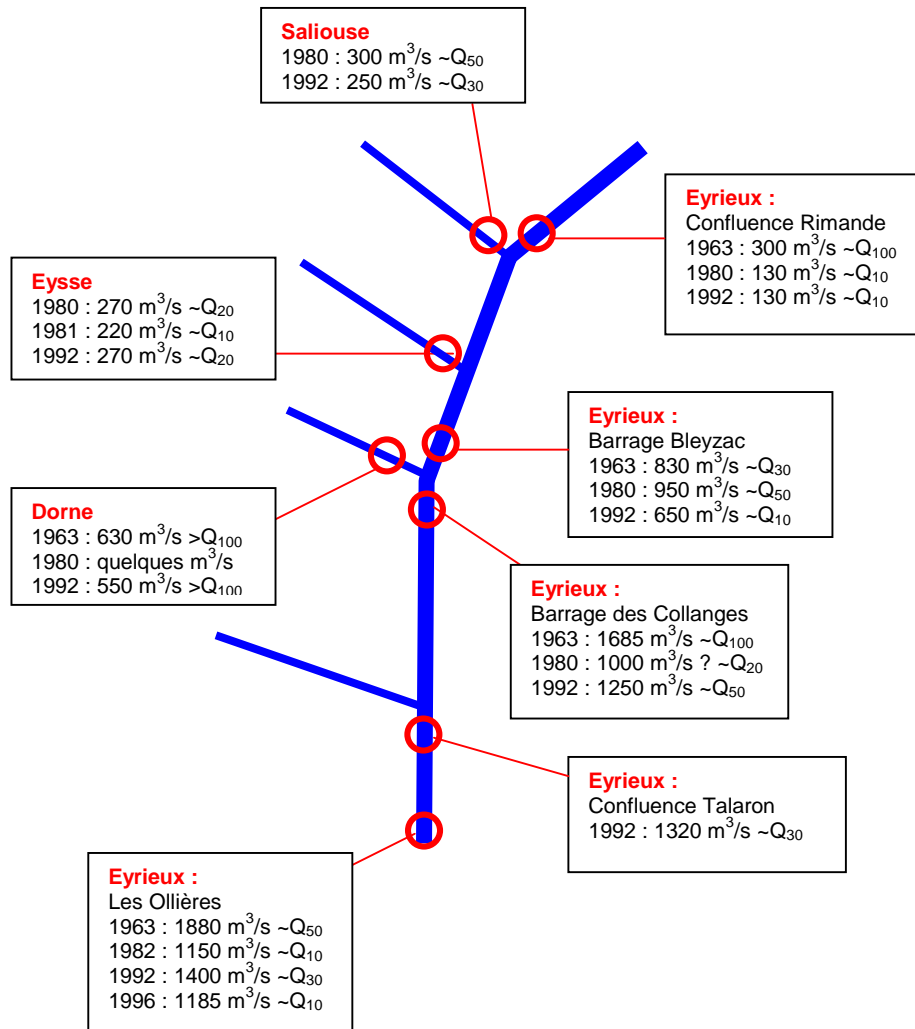 Saliouse
1980 : 300 m³/s ~Q₅₀
1992 : 250 m³/s ~Q₃₀
Eyrieux :
Confluence Rimande
1963 : 300 m³/s ~Q₁₀₀
1980 : 130 m³/s ~Q₁₀
1992 : 130 m³/s ~Q₁₀
Eysse
1980 : 270 m³/s ~Q₂₀
1981 : 220 m³/s ~Q₁₀
1992 : 270 m³/s ~Q₂₀
Eyrieux :
Barrage Bleyzac
1963 : 830 m³/s ~Q₃₀
1980 : 950 m³/s ~Q₅₀
1992 : 650 m³/s ~Q₁₀
Dorne
1963 : 630 m³/s >Q₁₀₀
1980 : quelques m³/s
1992 : 550 m³/s >Q₁₀₀
Eyrieux :
Barrage des Collanges
1963 : 1685 m³/s ~Q₁₀₀
1980 : 1000 m³/s ? ~Q₂₀
1992 : 1250 m³/s ~Q₅₀
Eyrieux :
Confluence Talaron
1992 : 1320 m³/s ~Q₃₀
Eyrieux :
Les Ollières
1963 : 1880 m³/s ~Q₅₀
1982 : 1150 m³/s ~Q₁₀
1992 : 1400 m³/s ~Q₃₀
1996 : 1185 m³/s ~Q₁₀